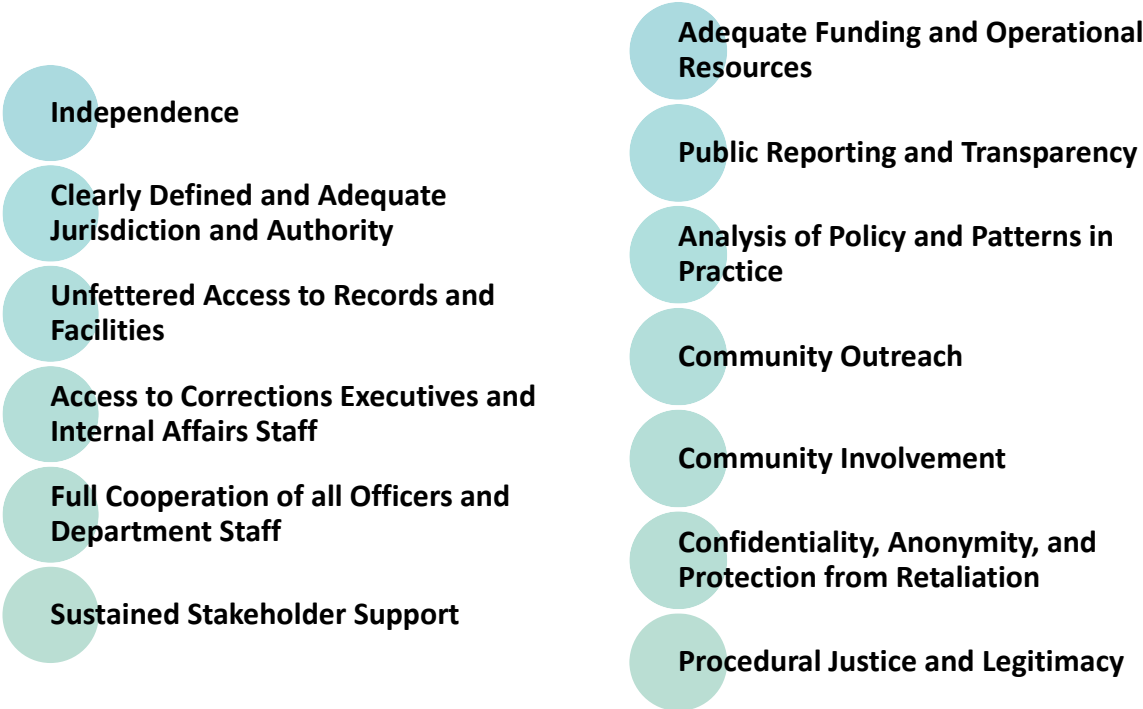 Independence
Clearly Defined and Adequate
Jurisdiction and Authority
Unfettered Access to Records and
Facilities
Access to Corrections Executives and
Internal Affairs Staff
Full Cooperation of all Officers and
Department Staff
Sustained Stakeholder Support
Adequate Funding and Operational
Resources
Public Reporting and Transparency
Analysis of Policy and Patterns in
Practice
Community Outreach
Community Involvement
Confidentiality, Anonymity, and
Protection from Retaliation
Procedural Justice and Legitimacy